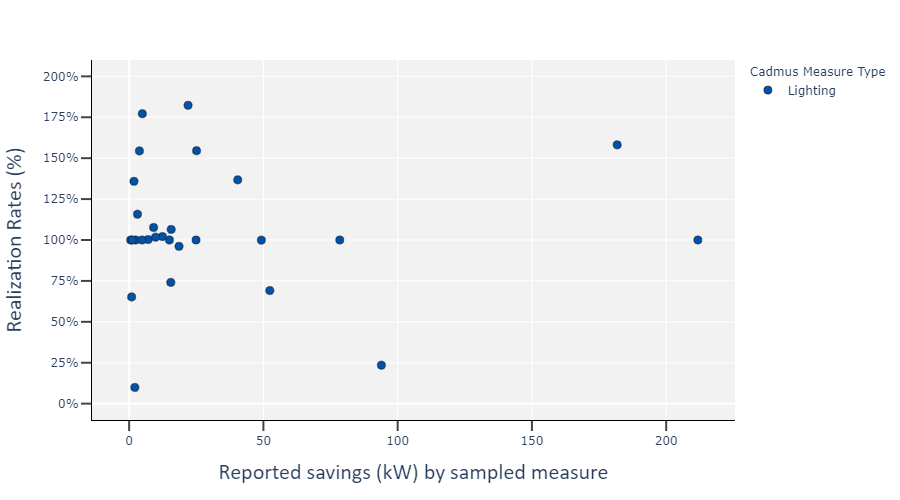 Cadmus Measure Type
Lighting
200%
175%
150%
125%
100%
75%
50%
25%
0%
Realization Rates (%)
0 50 100 150 200
Reported savings (kW) by sampled measure